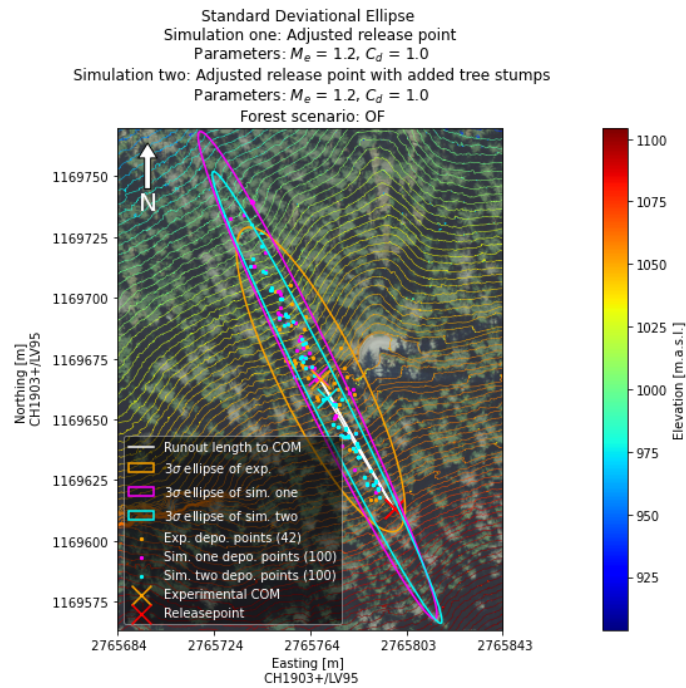 Standard Deviational Ellipse
Simulation one: Adjusted release point
Parameters: Mₑ = 1.2, C_d = 1.0
Simulation two: Adjusted release point with added tree stumps
Parameters: Mₑ = 1.2, C_d = 1.0
Forest scenario: OF
N
1169750
1169725
1169700
1169675
1169650
1169625
1169600
1169575
Northing [m]
CH1903+/LV95
Runout length to COM
3σ ellipse of exp.
3σ ellipse of sim. one
3σ ellipse of sim. two
Exp. depo. points (42)
Sim. one depo. points (100)
Sim. two depo. points (100)
Experimental COM
Releasepoint
2765684 2765724 2765764 2765803 2765843
Easting [m]
CH1903+/LV95
1100
1075
1050
1025
1000
975
950
925
Elevation [m.a.s.l.]